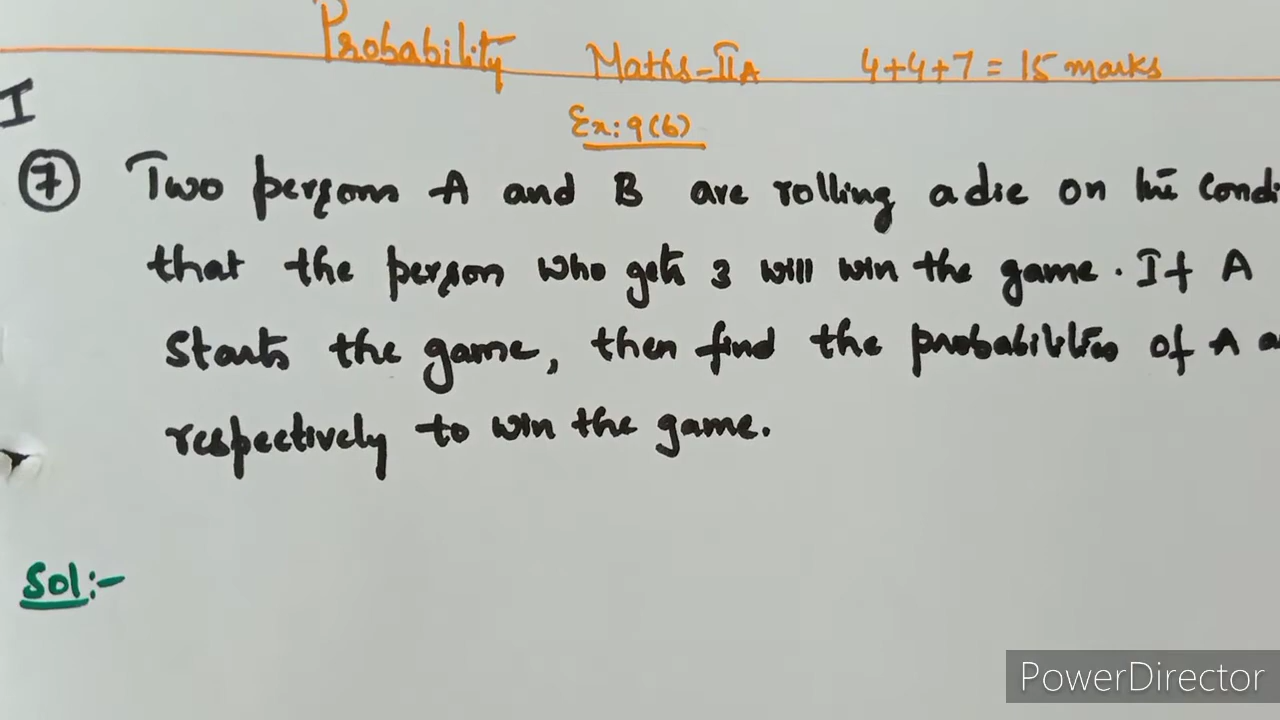 Probability Maths-IIA 4+4+7 = 15 marks
Ex: 9(b)
I
7 Two persons A and B are rolling a die on the condi
that the person who gets 3 will win the game. If A
starts the game, then find the probabilities of A a
respectively to win the game.
Sol:-
PowerDirector